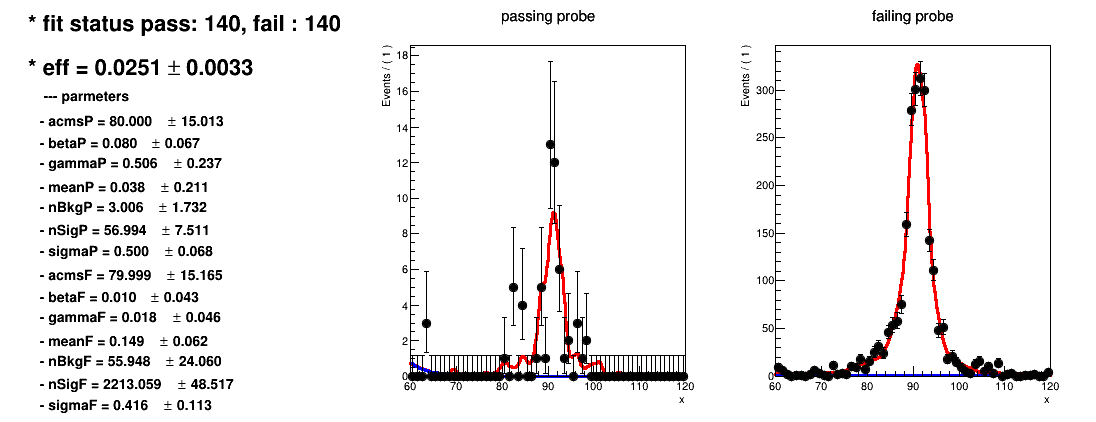 * fit status pass: 140, fail : 140
* eff = 0.0251 ± 0.0033
--- parmeters
- acmsP = 80.000 ± 15.013
- betaP = 0.080 ± 0.067
- gammaP = 0.506 ± 0.237
- meanP = 0.038 ± 0.211
- nBkgP = 3.006 ± 1.732
- nSigP = 56.994 ± 7.511
- sigmaP = 0.500 ± 0.068
- acmsF = 79.999 ± 15.165
- betaF = 0.010 ± 0.043
- gammaF = 0.018 ± 0.046
- meanF = 0.149 ± 0.062
- nBkgF = 55.948 ± 24.060
- nSigF = 2213.059 ± 48.517
- sigmaF = 0.416 ± 0.113
passing probe
Events / ( 1 )
18
16
14
12
10
8
6
4
2
0
60 70 80 90 100 110 120
x
failing probe
Events / ( 1 )
300
250
200
150
100
50
0
60 70 80 90 100 110 120
x